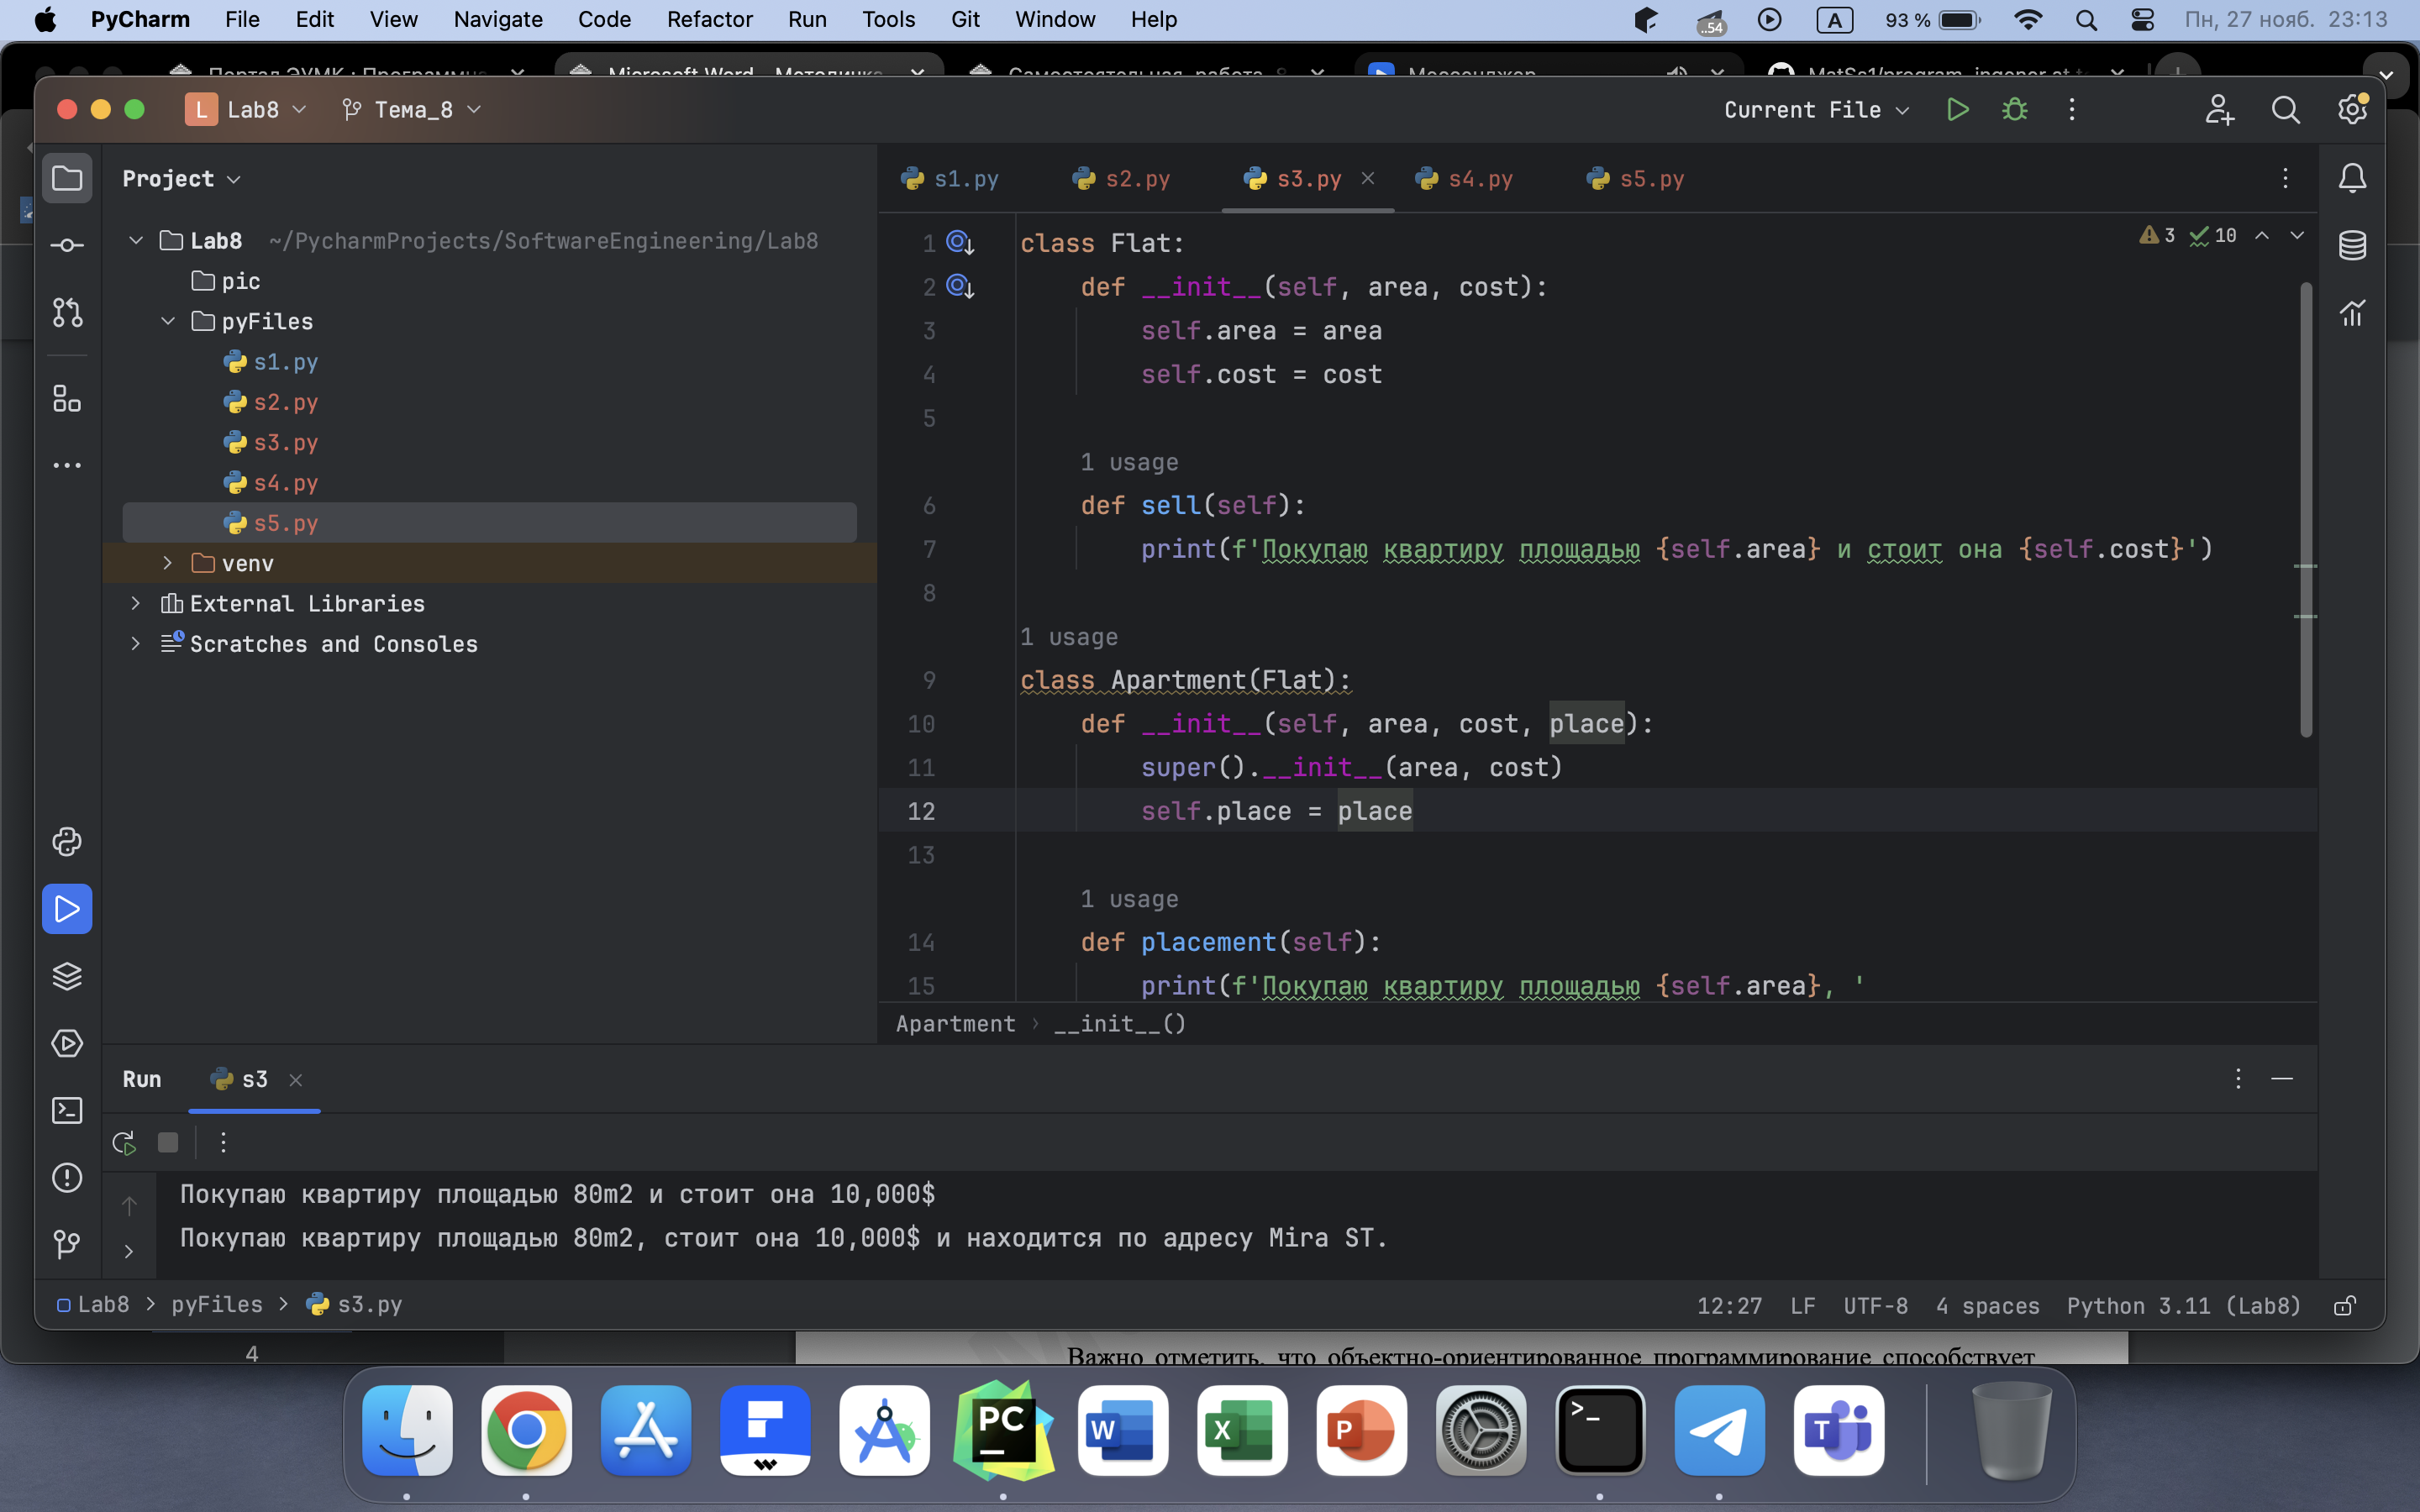 PyCharm File Edit View Navigate Code Refactor Run Tools Git Window Help ..54 A 93 % Пн, 27 нояб. 23:13
L Lab8 Тема_8 Current File
Project
Lab8 ~/PycharmProjects/SoftwareEngineering/Lab8
pic
pyFiles
s1.py
s2.py
s3.py
s4.py
s5.py
venv
External Libraries
Scratches and Consoles
s1.py s2.py s3.py s4.py s5.py
3 10
1 class Flat:
2 def __init__(self, area, cost):
3 self.area = area
4 self.cost = cost
5
1 usage
6 def sell(self):
7 print(f'Покупаю квартиру площадью {self.area} и стоит она {self.cost}')
8
1 usage
9 class Apartment(Flat):
10 def __init__(self, area, cost, place):
11 super().__init__(area, cost)
12 self.place = place
13
1 usage
14 def placement(self):
15 print(f'Покупаю квартиру площадью {self.area}, '
Apartment › __init__()
Run s3
Покупаю квартиру площадью 80m2 и стоит она 10,000$
Покупаю квартиру площадью 80m2, стоит она 10,000$ и находится по адресу Mira ST.
Lab8 > pyFiles > s3.py 12:27 LF UTF-8 4 spaces Python 3.11 (Lab8)
4
Важно отметить, что объектно-ориентированное программирование способствует
PC
W
X
P
>_
T